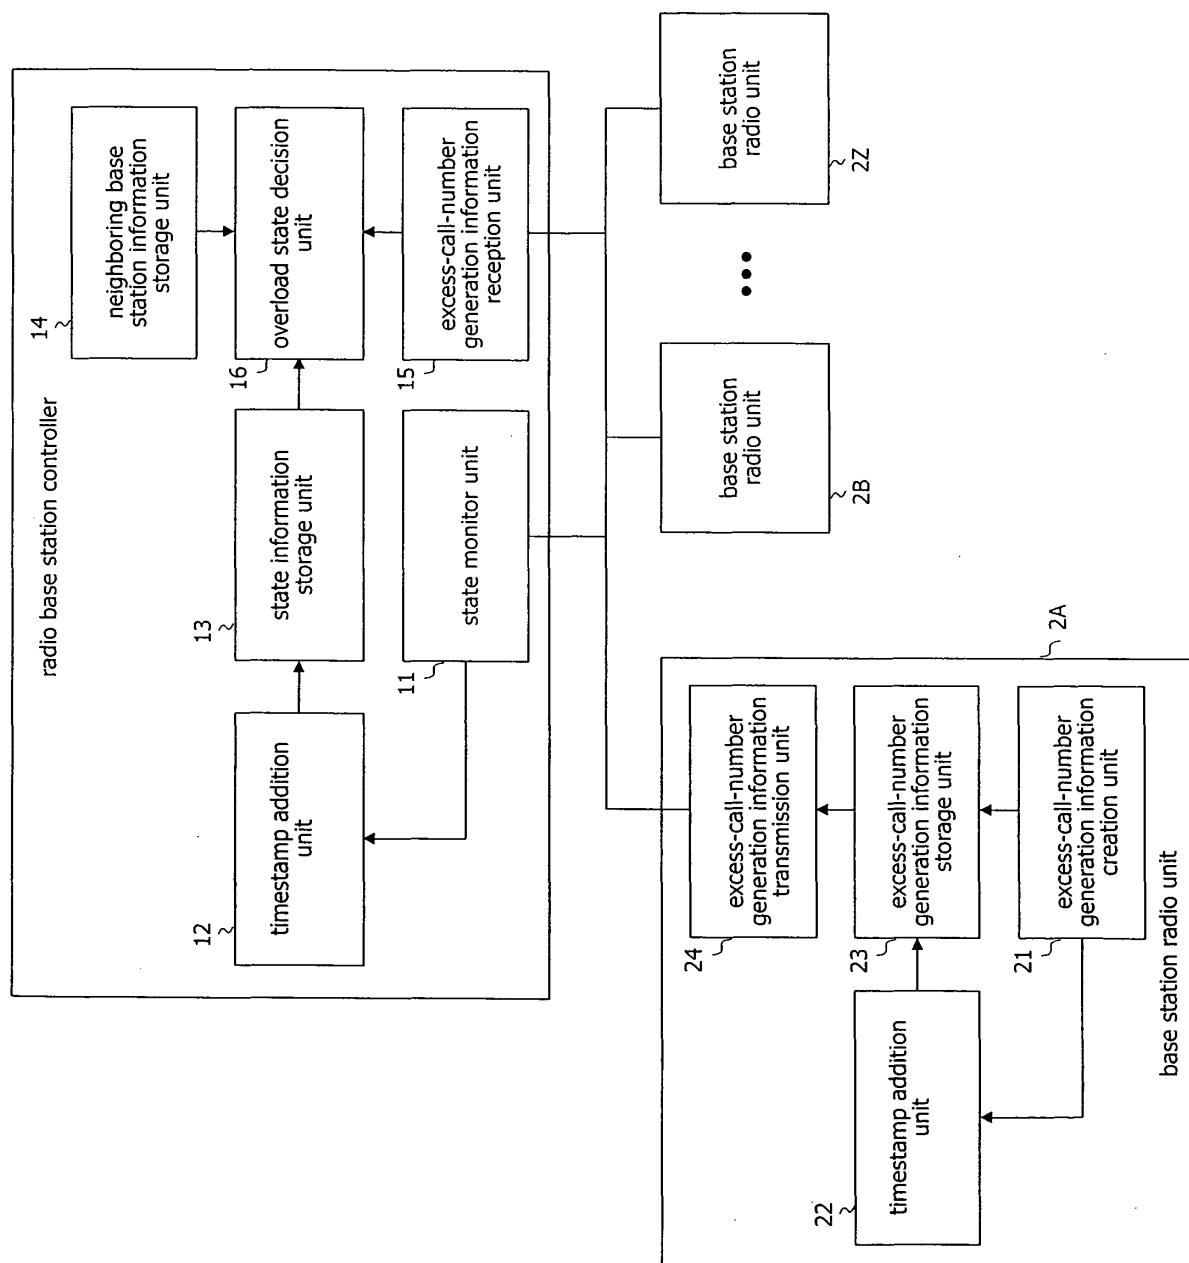 radio base station controller
12
timestamp addition
unit
13
state information
storage unit
14
neighboring base
station information
storage unit
16
overload state decision
unit
11
state monitor unit
15
excess-call-number
generation information
reception unit
2A
base station radio unit
22
timestamp addition
unit
24
excess-call-number
generation information
transmission unit
23
excess-call-number
generation information
storage unit
21
excess-call-number
generation information
creation unit
base station
radio unit
2B
base station
radio unit
2Z